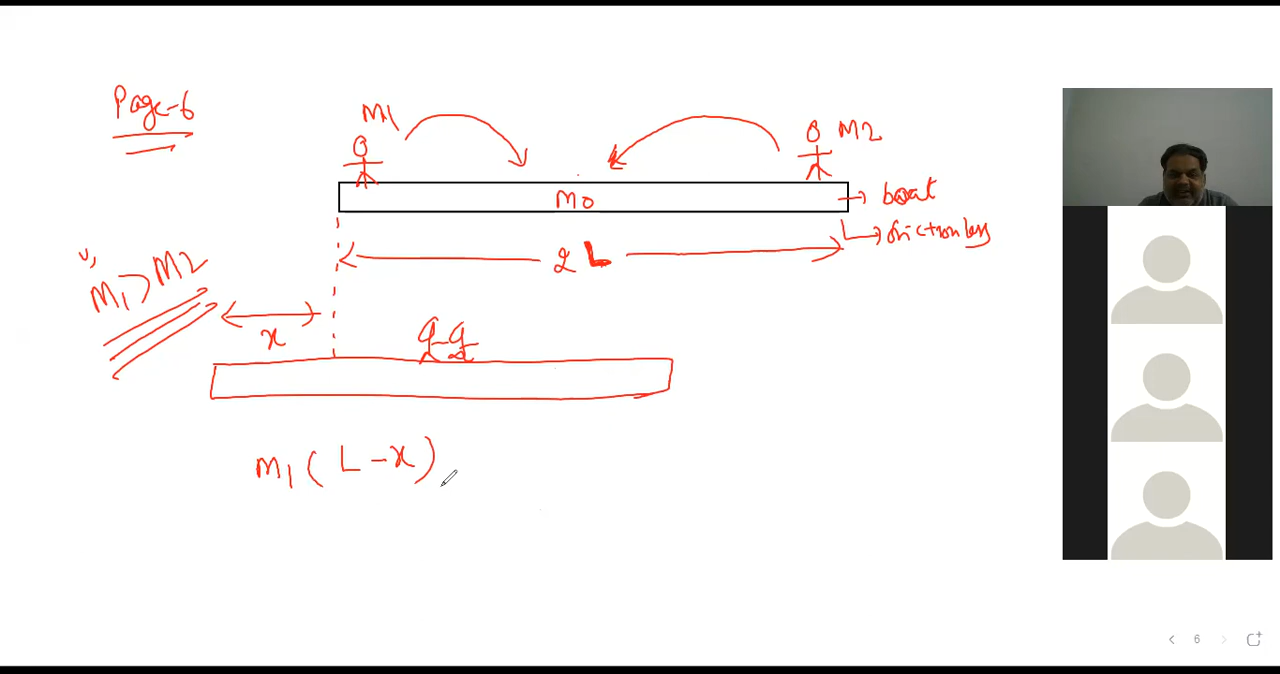 Page-6
M1
M2
M0
boat
frictionless
2L
M1>M2
x
m1(L-x)
6